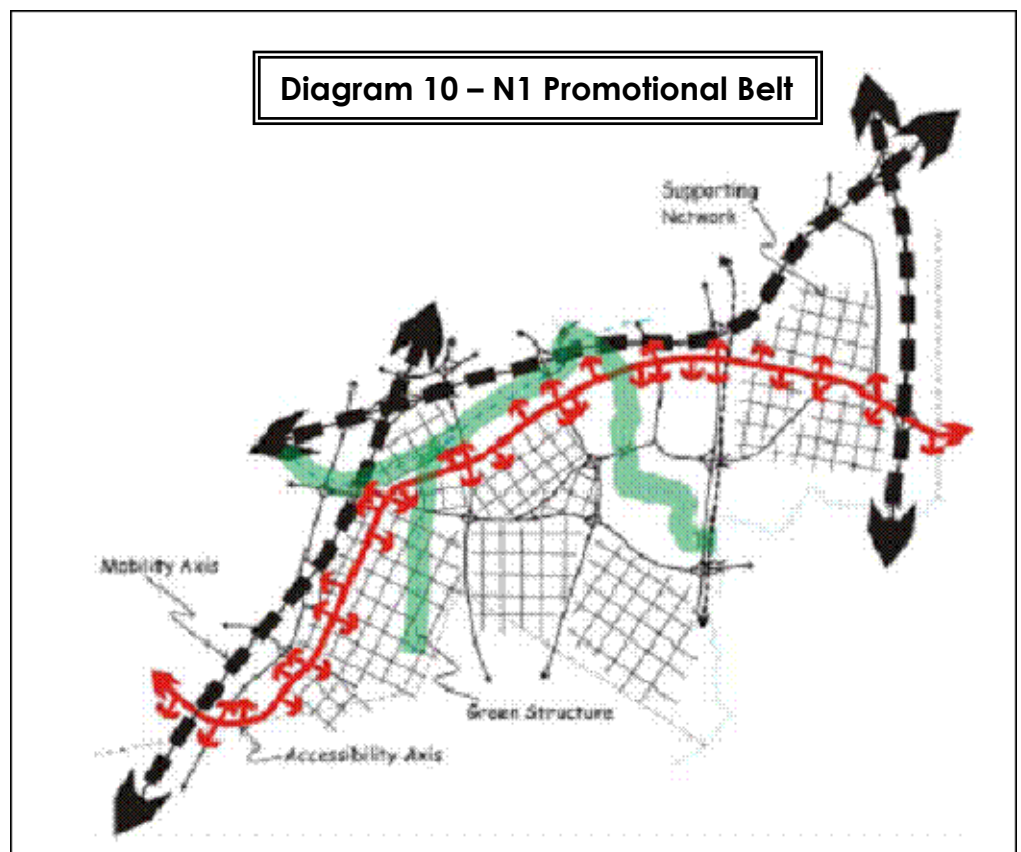 Diagram 10 – N1 Promotional Belt
Supporting
Network
Mobility Axis
Green Structure
Accessibility Axis